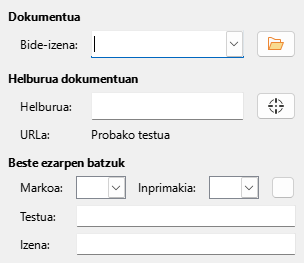 Dokumentua
Bide-izena:
Helburua dokumentuan
Helburua:
URLa: Probako testua
Beste ezarpen batzuk
Markoa: Inprimakia:
Testua:
Izena: